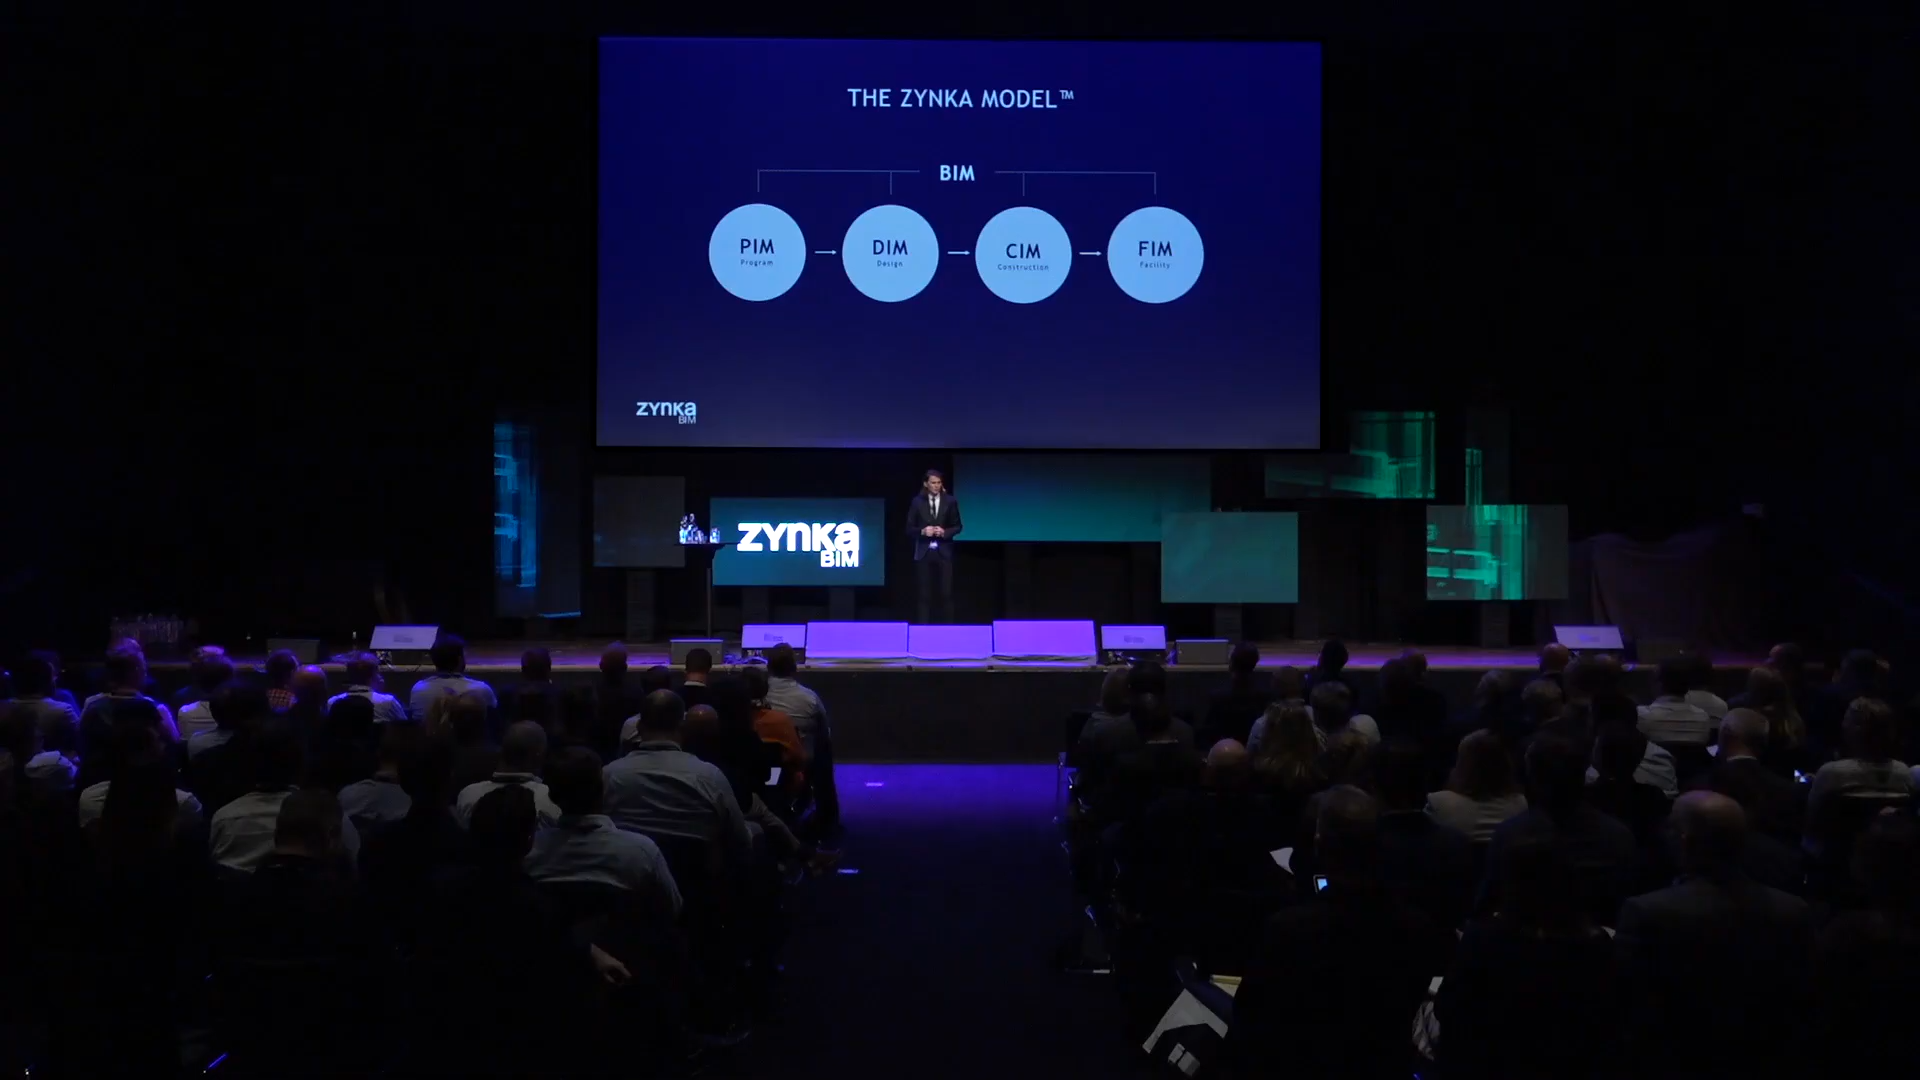 THE ZYNKA MODEL™
BIM
PIM
Program
DIM
Design
CIM
Construction
FIM
Facility
ZYNKA
BIM
ZYNKA
BIM